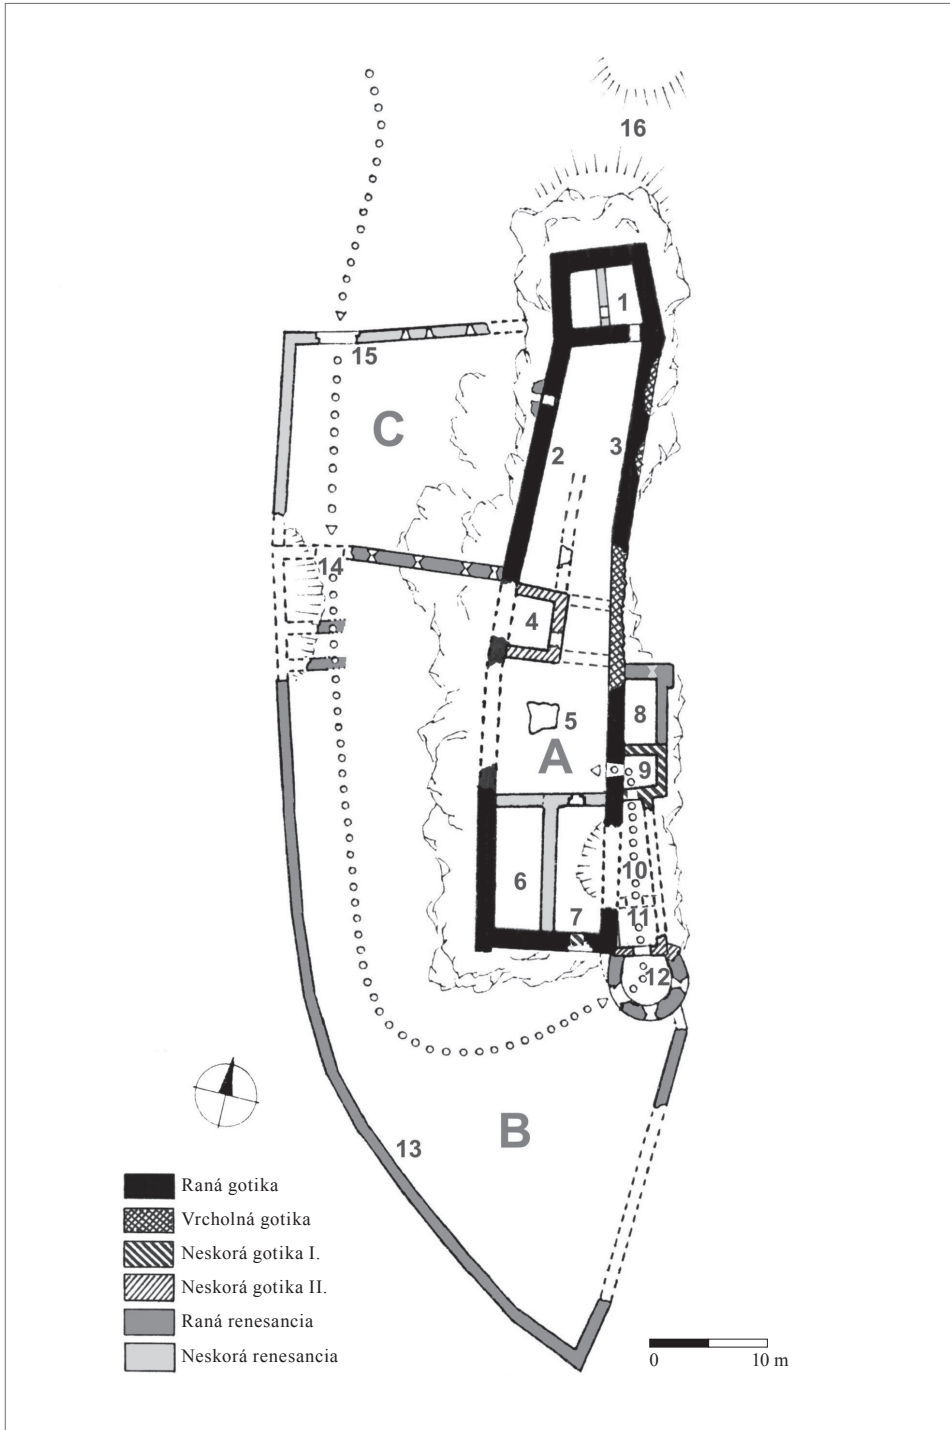 16
1
15
C
2
3
14
4
5
8
A
9
10
6
7
11
12
B
13
Raná gotika
Vrcholná gotika
Neskorá gotika I.
Neskorá gotika II.
Raná renesancia
Neskorá renesancia
0 10 m